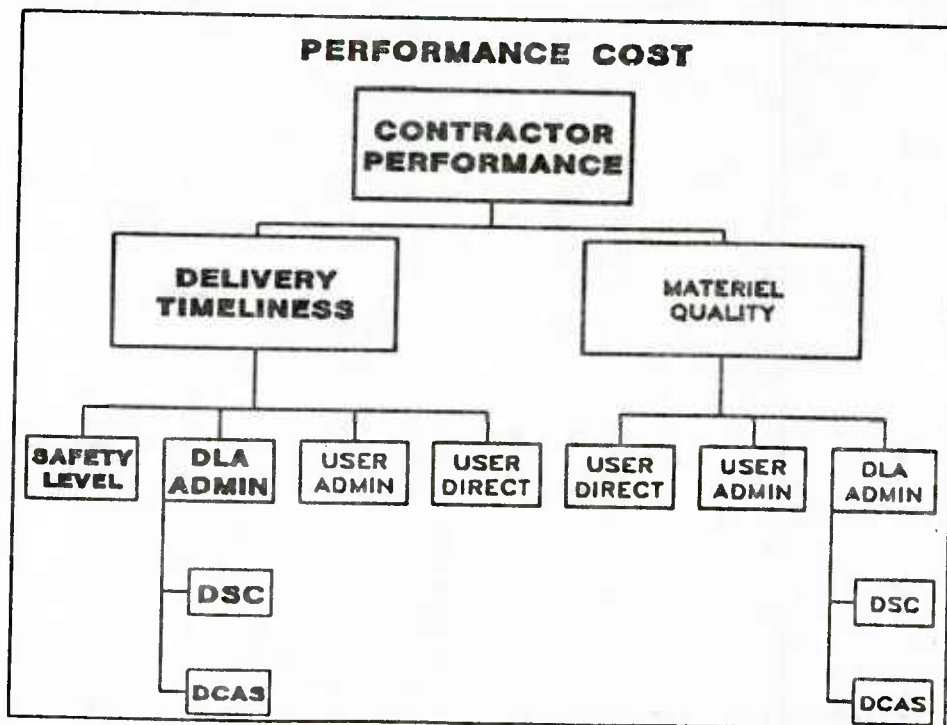 PERFORMANCE COST
CONTRACTOR
PERFORMANCE
DELIVERY
TIMELINESS
MATERIEL
QUALITY
SAFETY
LEVEL
DLA
ADMIN
USER
ADMIN
USER
DIRECT
USER
DIRECT
USER
ADMIN
DLA
ADMIN
DSC
DCAS
DSC
DCAS